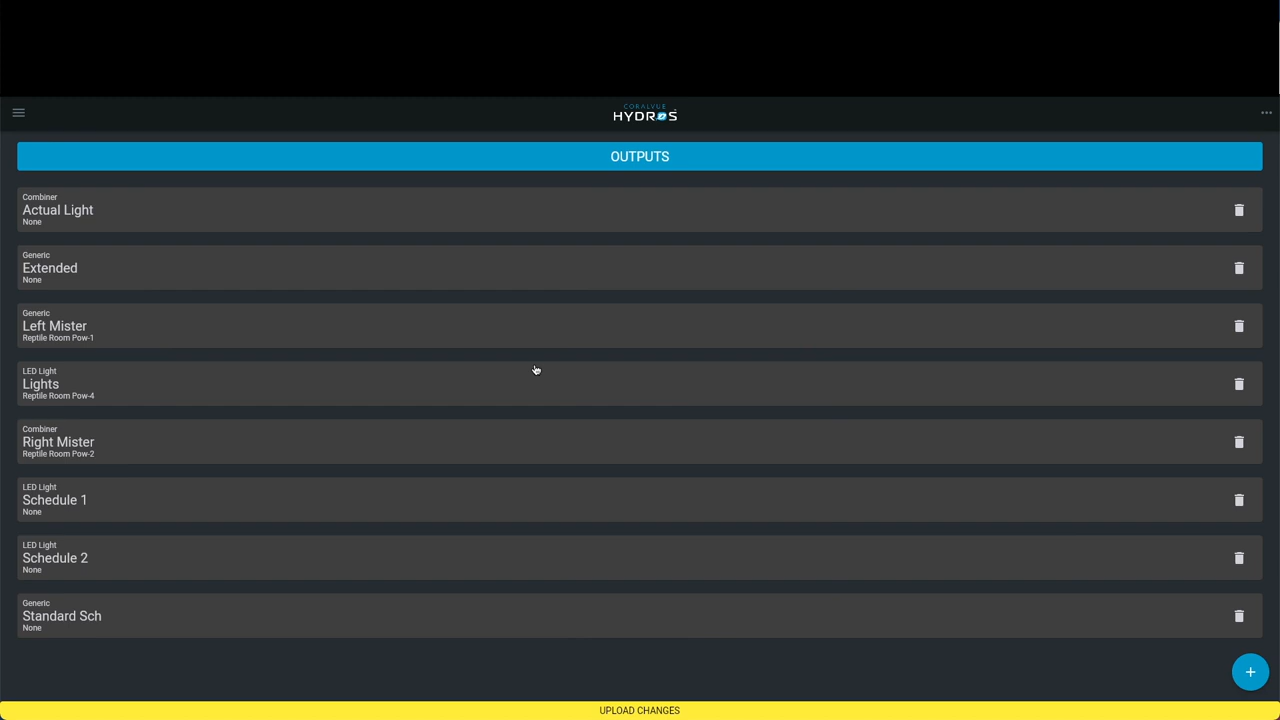 CORALVUE
HYDROS
OUTPUTS
Combiner
Actual Light
None
Generic
Extended
None
Generic
Left Mister
Reptile Room Pow-1
LED Light
Lights
Reptile Room Pow-4
Combiner
Right Mister
Reptile Room Pow-2
LED Light
Schedule 1
None
LED Light
Schedule 2
None
Generic
Standard Sch
None
UPLOAD CHANGES